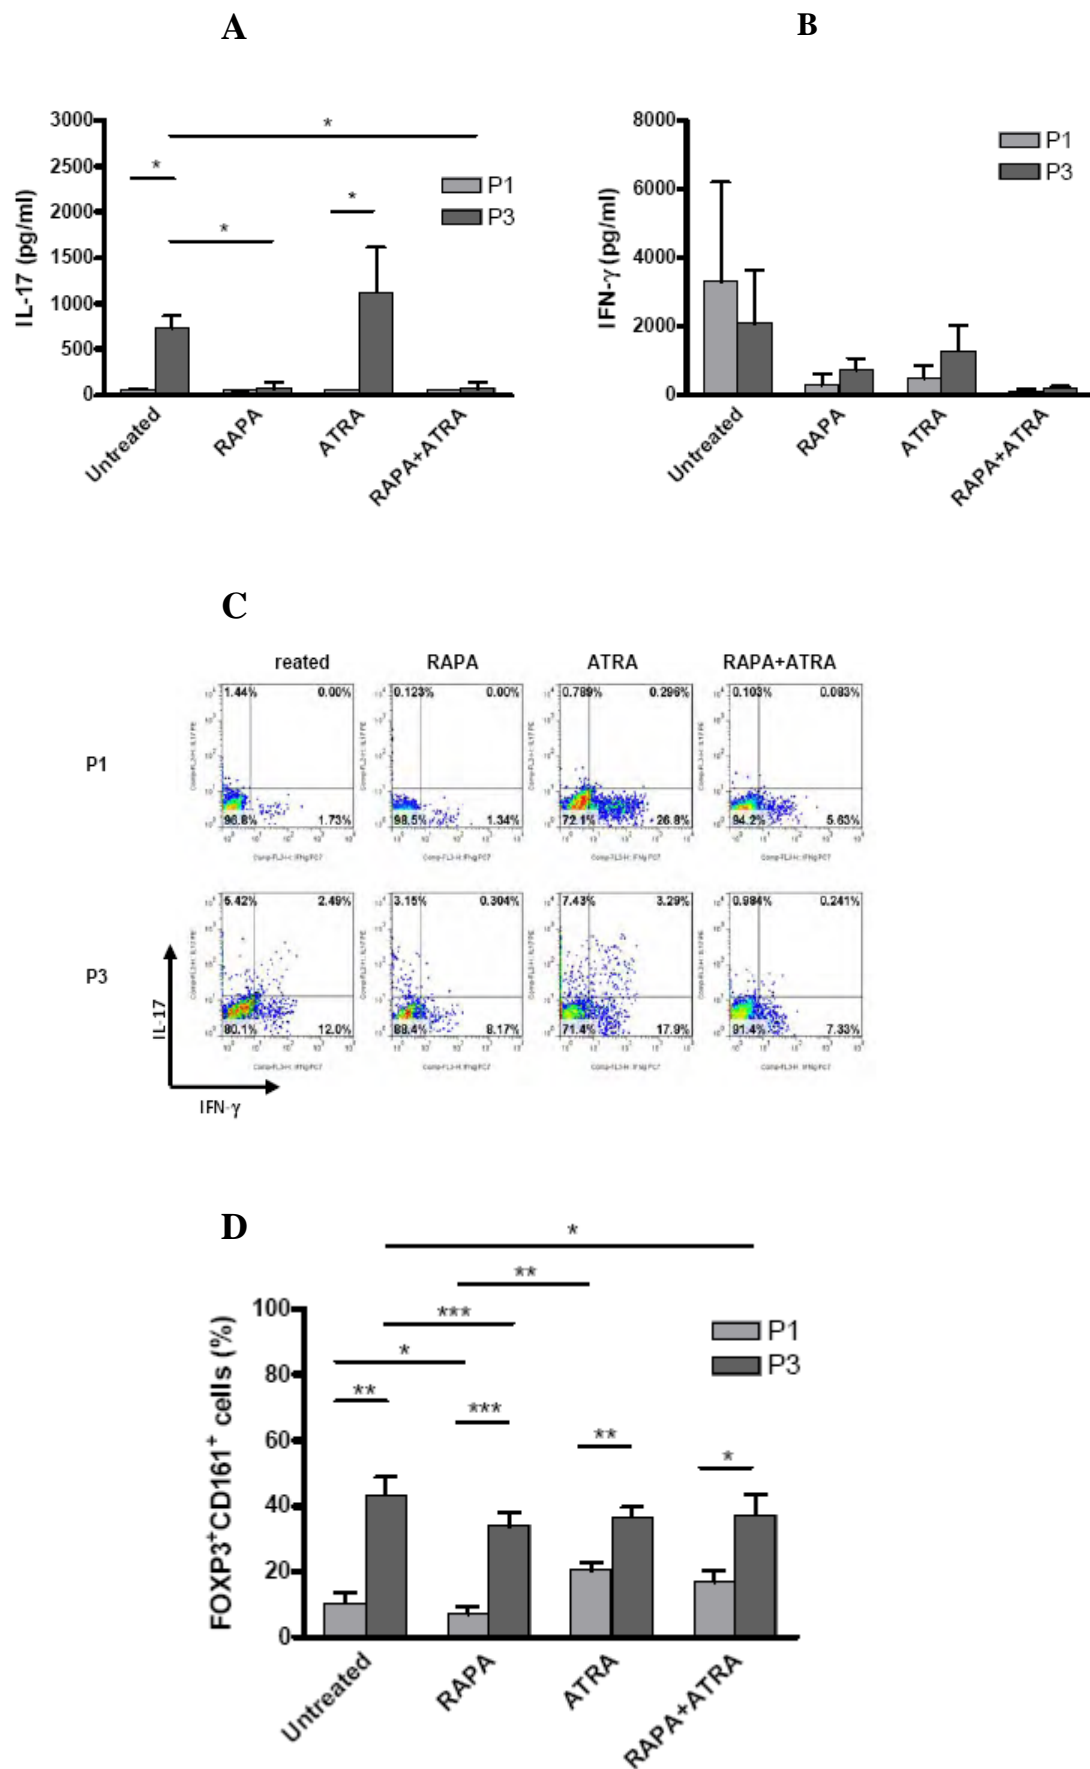 A
B
3000
2500
2000
1500
1000
500
0
IL-17 (pg/ml)
*
*
*
*
P1
P3
Untreated
RAPA
ATRA
RAPA+ATRA
8000
6000
4000
2000
0
IFN-γ (pg/ml)
P1
P3
Untreated
RAPA
ATRA
RAPA+ATRA
C
reated RAPA ATRA RAPA+ATRA
P1
1.44% 0.00%
96.8% 1.73%
0.123% 0.00%
98.5% 1.34%
0.789% 0.296%
72.1% 26.8%
0.103% 0.083%
94.2% 5.63%
P3
5.42% 2.49%
80.1% 12.0%
3.15% 0.304%
88.4% 8.17%
7.43% 3.29%
71.4% 17.9%
0.984% 0.241%
91.4% 7.33%
IL-17
IFN-γ
D
*
**
***
*
**
***
**
*
100
80
60
40
20
0
FOXP3+CD161+ cells (%)
P1
P3
Untreated
RAPA
ATRA
RAPA+ATRA